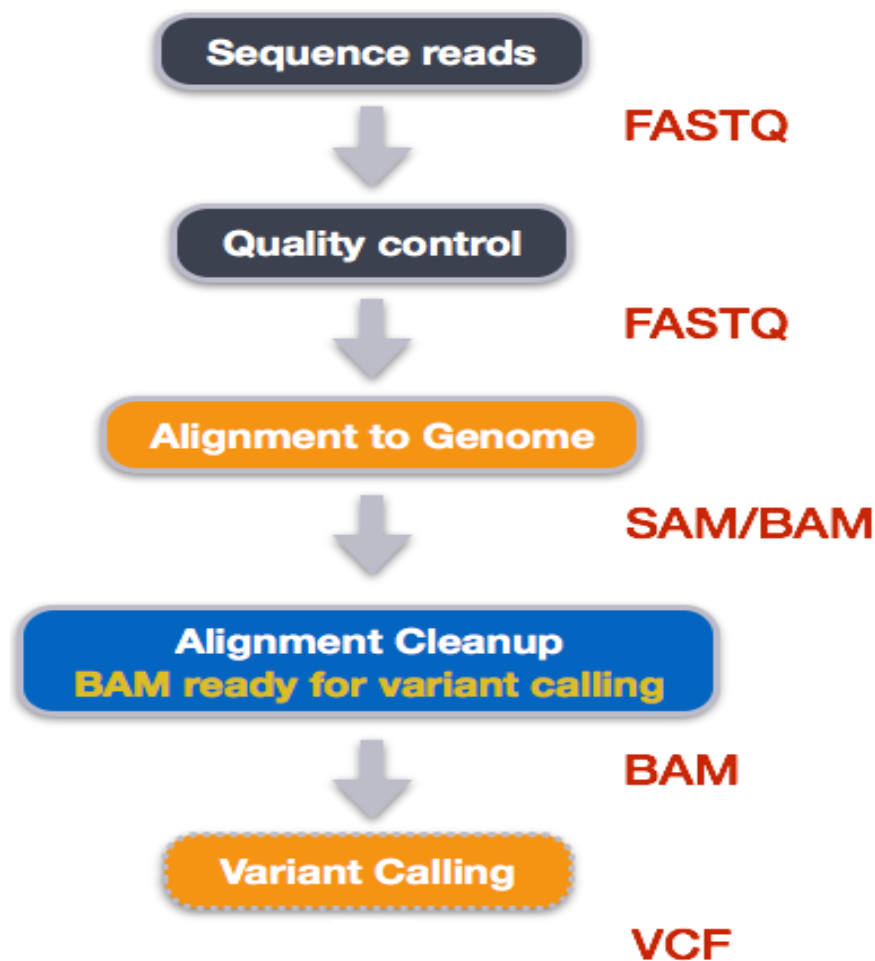 Sequence reads
FASTQ
Quality control
FASTQ
Alignment to Genome
SAM/BAM
Alignment Cleanup
BAM ready for variant calling
BAM
Variant Calling
VCF